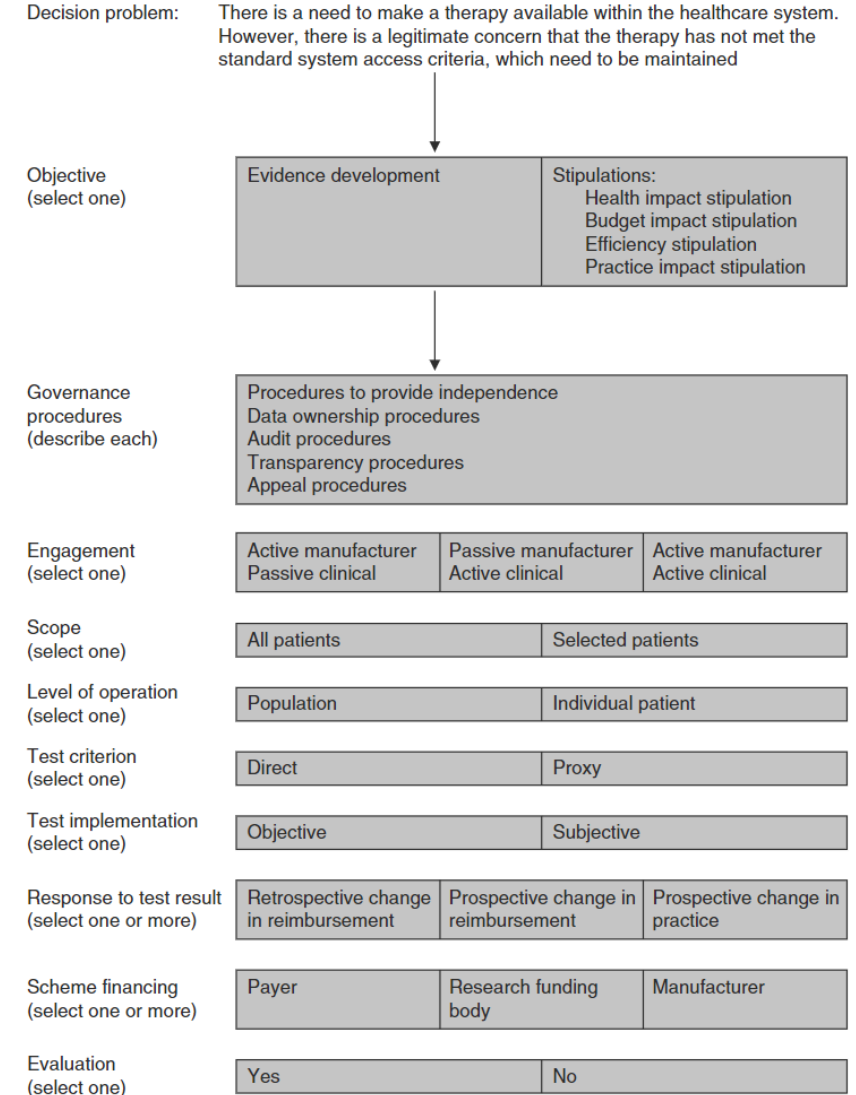 Decision problem: There is a need to make a therapy available within the healthcare system.
However, there is a legitimate concern that the therapy has not met the
standard system access criteria, which need to be maintained
Objective
(select one)
Evidence development
Stipulations:
Health impact stipulation
Budget impact stipulation
Efficiency stipulation
Practice impact stipulation
Governance
procedures
(describe each)
Procedures to provide independence
Data ownership procedures
Audit procedures
Transparency procedures
Appeal procedures
Engagement
(select one)
Active manufacturer
Passive clinical
Passive manufacturer
Active clinical
Active manufacturer
Active clinical
Scope
(select one)
All patients
Selected patients
Level of operation
(select one)
Population
Individual patient
Test criterion
(select one)
Direct
Proxy
Test implementation
(select one)
Objective
Subjective
Response to test result
(select one or more)
Retrospective change
in reimbursement
Prospective change in
reimbursement
Prospective change in
practice
Scheme financing
(select one or more)
Payer
Research funding
body
Manufacturer
Evaluation
(select one)
Yes
No